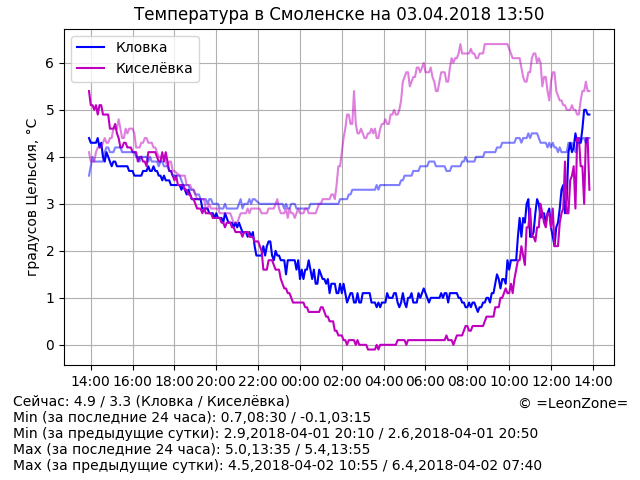 Температура в Смоленске на 03.04.2018 13:50
Кловка
Киселёвка
градусов Цельсия, °C
6
5
4
3
2
1
0
14:00 16:00 18:00 20:00 22:00 00:00 02:00 04:00 06:00 08:00 10:00 12:00 14:00
Сейчас: 4.9 / 3.3 (Кловка / Киселёвка)
© =LeonZone=
Min (за последние 24 часа): 0.7,08:30 / -0.1,03:15
Min (за предыдущие сутки): 2.9,2018-04-01 20:10 / 2.6,2018-04-01 20:50
Max (за последние 24 часа): 5.0,13:35 / 5.4,13:55
Max (за предыдущие сутки): 4.5,2018-04-02 10:55 / 6.4,2018-04-02 07:40